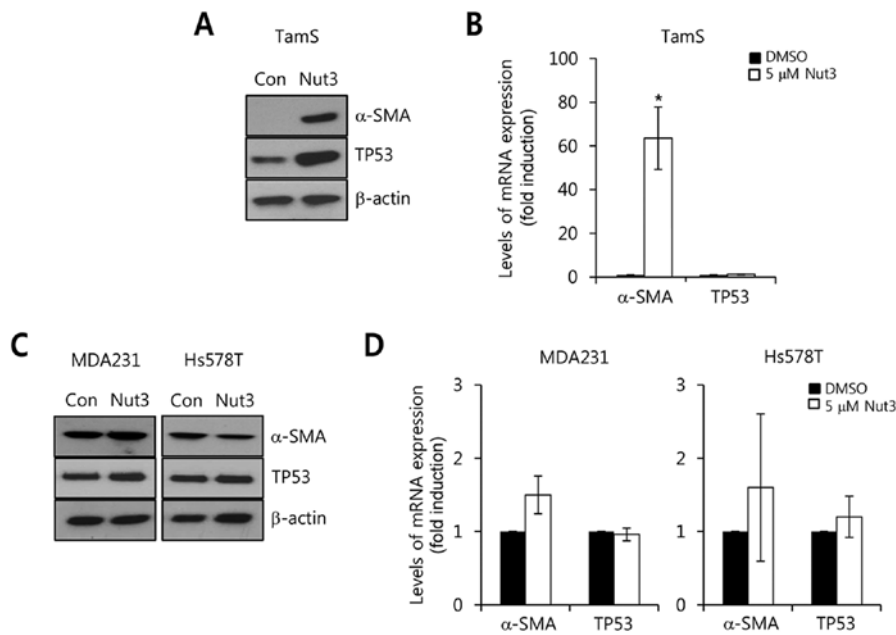 A
TamS
Con Nut3
α-SMA
TP53
β-actin
B
TamS
DMSO
5 μM Nut3
Levels of mRNA expression
(fold induction)
100
80
60
40
20
0
*
α-SMA TP53
C
MDA231 Hs578T
Con Nut3 Con Nut3
α-SMA
TP53
β-actin
D
MDA231
Levels of mRNA expression
(fold induction)
3
2
1
0
α-SMA TP53
Hs578T
DMSO
5 μM Nut3
3
2
1
0
α-SMA TP53